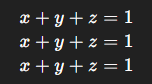 x + y + z = 1
x + y + z = 1
x + y + z = 1